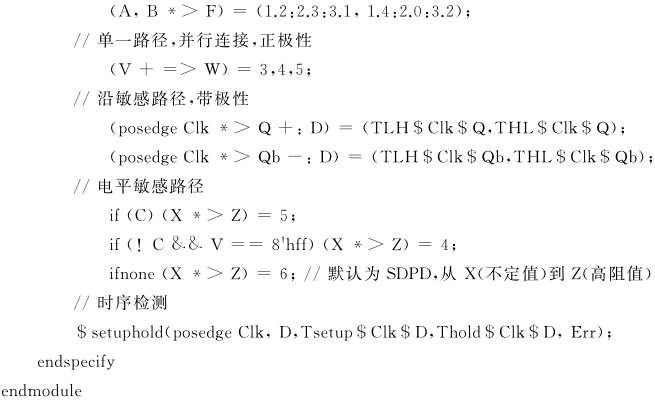 (A, B *> F) = (1.2:2.3:3.1, 1.4:2.0:3.2);
// 单一路径,并行连接,正极性
(V + => W) = 3,4,5;
// 沿敏感路径,带极性
(posedge Clk *> Q +: D) = (TLH$Clk$Q,THL$Clk$Q);
(posedge Clk *> Qb -: D) = (TLH$Clk$Qb,THL$Clk$Qb);
// 电平敏感路径
if (C) (X *> Z) = 5;
if (! C && V == 8'hff) (X *> Z) = 4;
ifnone (X *> Z) = 6; // 默认为 SDPD,从 X(不定值)到 Z(高阻值)
// 时序检测
$setuphold(posedge Clk, D,Tsetup$Clk$D,Thold$Clk$D, Err);
endspecify
endmodule